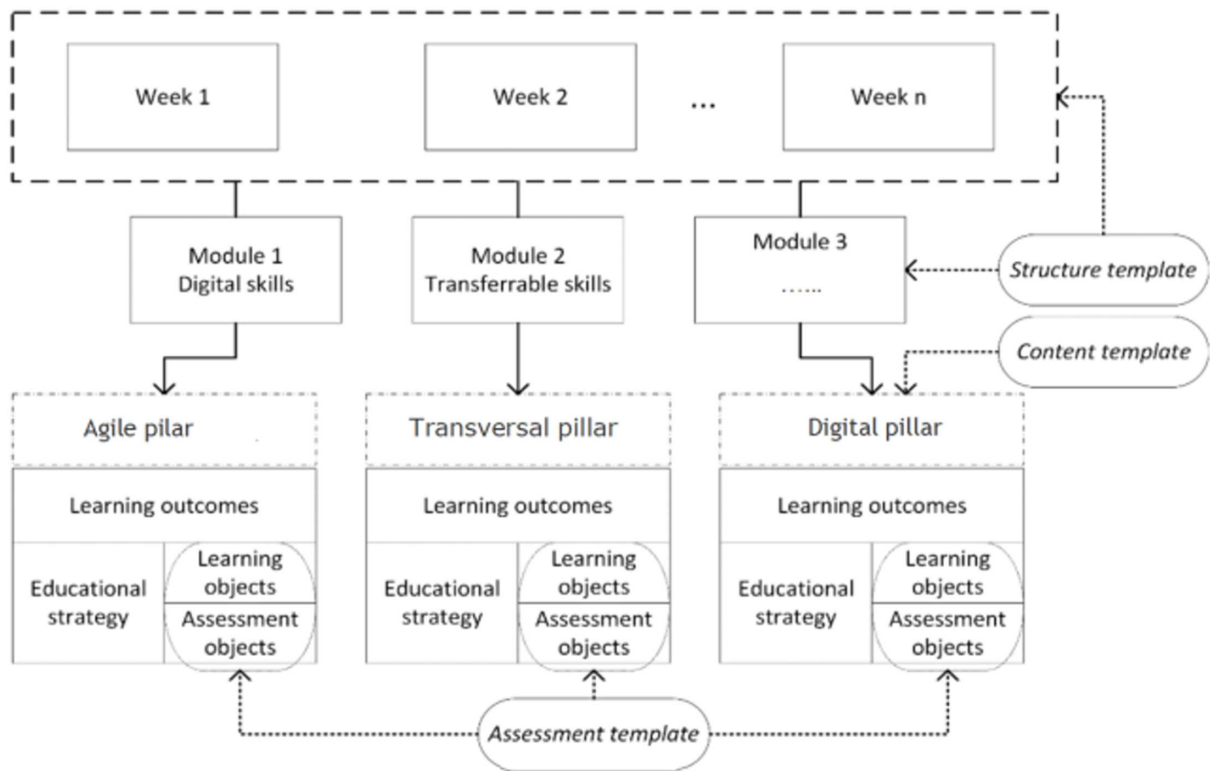 Week 1
Week 2
...
Week n
Module 1
Digital skills
Module 2
Transferrable skills
Module 3
......
Structure template
Content template
Agile pilar
Transversal pillar
Digital pillar
Learning outcomes
Learning outcomes
Learning outcomes
Educational
strategy
Learning
objects
Assessment
objects
Educational
strategy
Learning
objects
Assessment
objects
Educational
strategy
Learning
objects
Assessment
objects
Assessment template